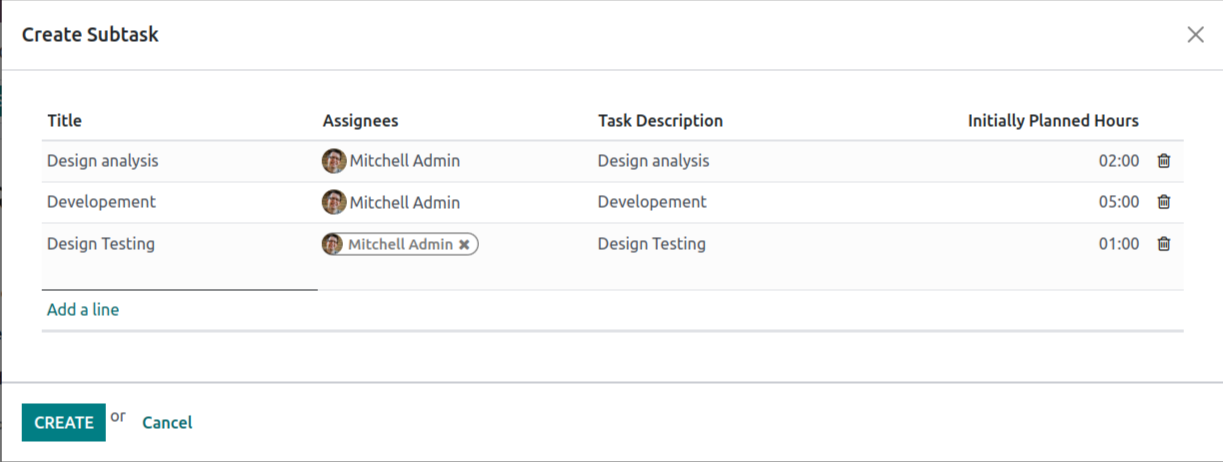 Create Subtask
Title Assignees Task Description Initially Planned Hours
Design analysis Mitchell Admin Design analysis 02:00
Developement Mitchell Admin Developement 05:00
Design Testing Mitchell Admin Design Testing 01:00
Add a line
CREATE or Cancel